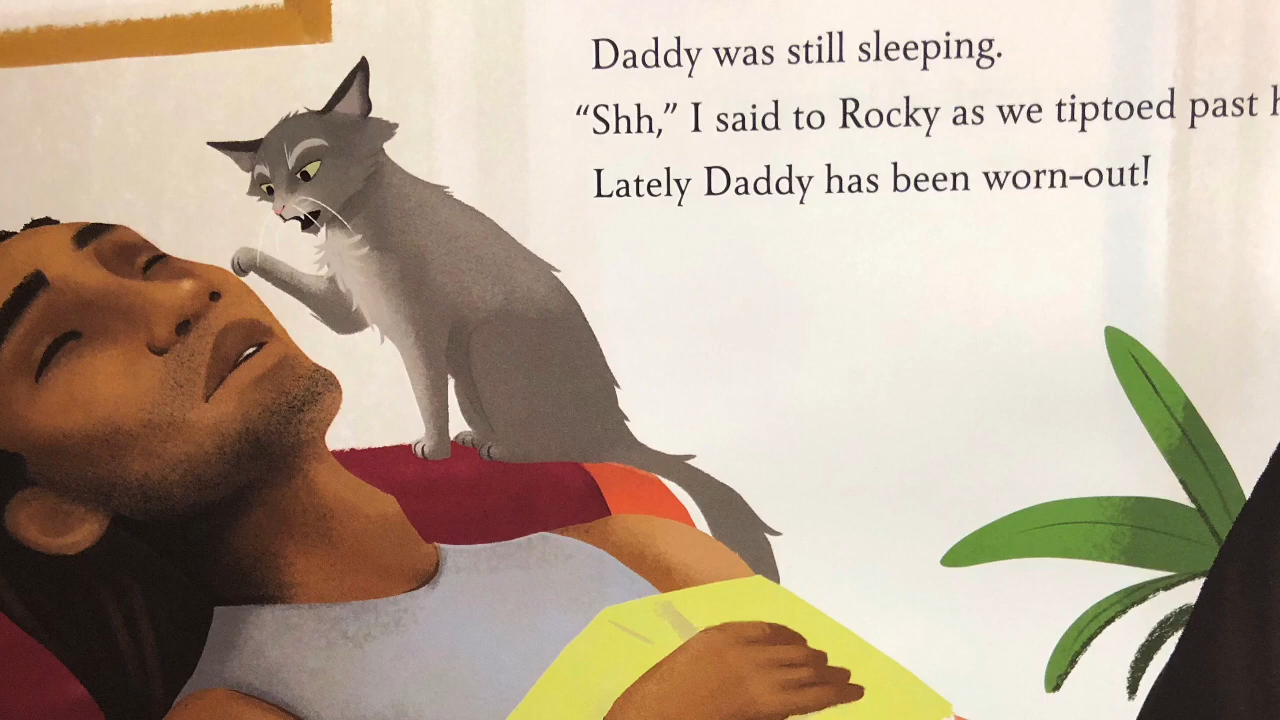 Daddy was still sleeping.
“Shh,” I said to Rocky as we tiptoed past
Lately Daddy has been worn-out!